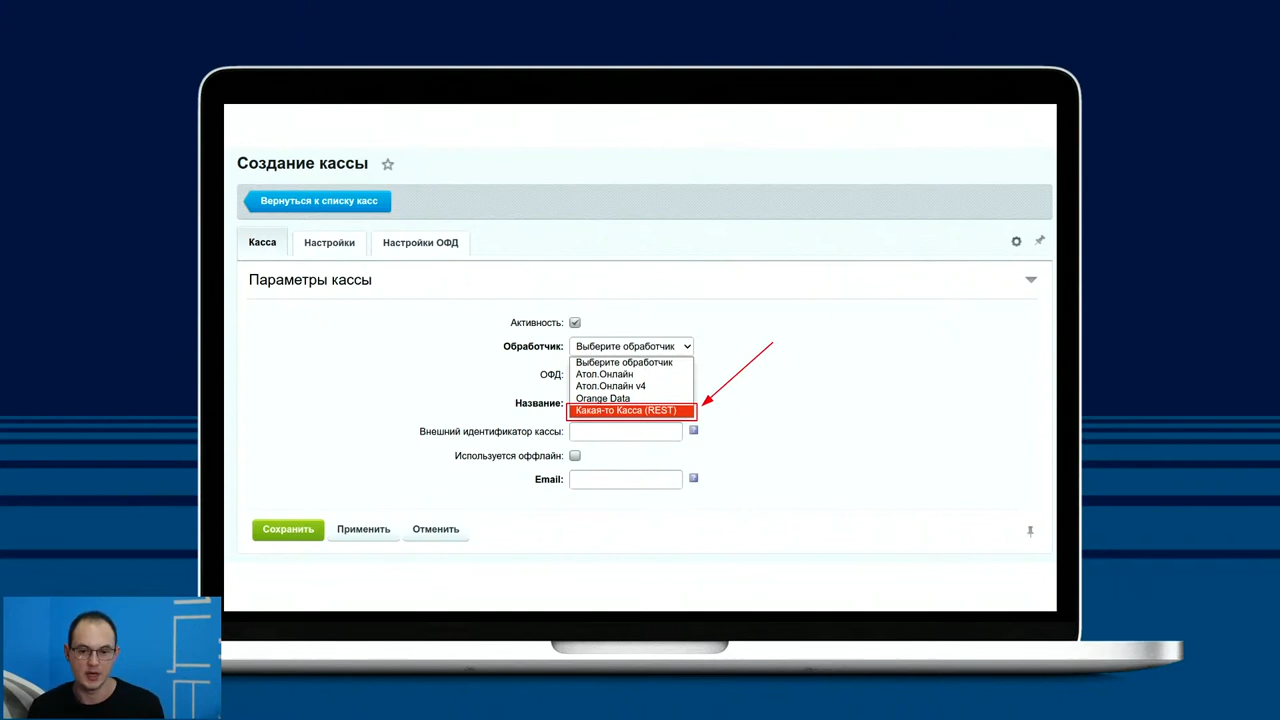 Создание кассы
Вернуться к списку касс
Касса Настройки Настройки ОФД
Параметры кассы
Активность:
Обработчик: Выберите обработчик
Выберите обработчик
ОФД: Атол.Онлайн
Атол.Онлайн v4
Orange Data
Название: Какая-то Касса (REST)
Внешний идентификатор кассы: ?
Используется оффлайн:
Email: ?
Сохранить Применить Отменить